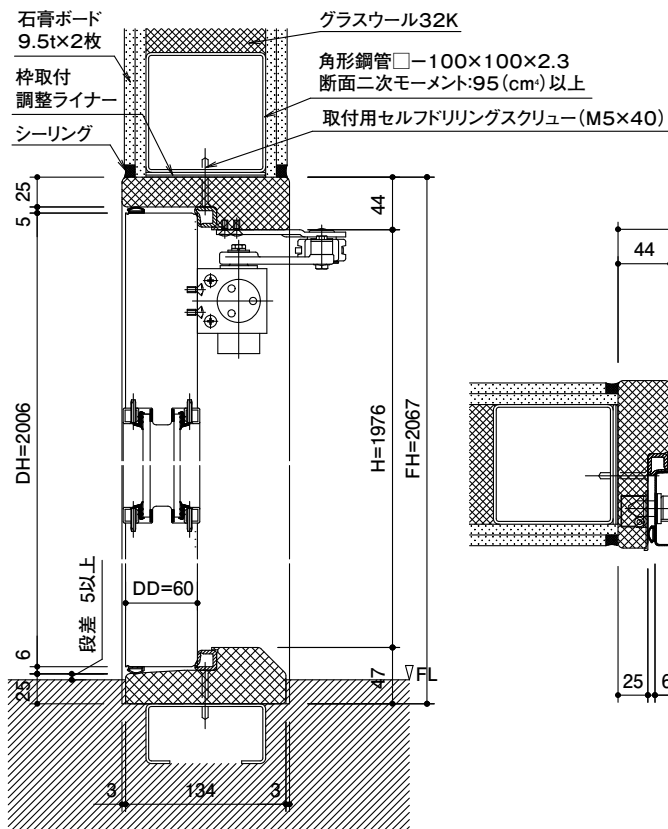 石膏ボード
9.5t×2枚
グラスウール32K
枠取付
調整ライナー
角形鋼管□-100×100×2.3
断面二次モーメント:95(cm⁴)以上
シーリング
取付用セルフドリリングスクリュー(M5×40)
25
5
44
44
DH=2006
H=1976
FH=2067
DD=60
段差 5以上
6
25
47
▽FL
25
3
134
3